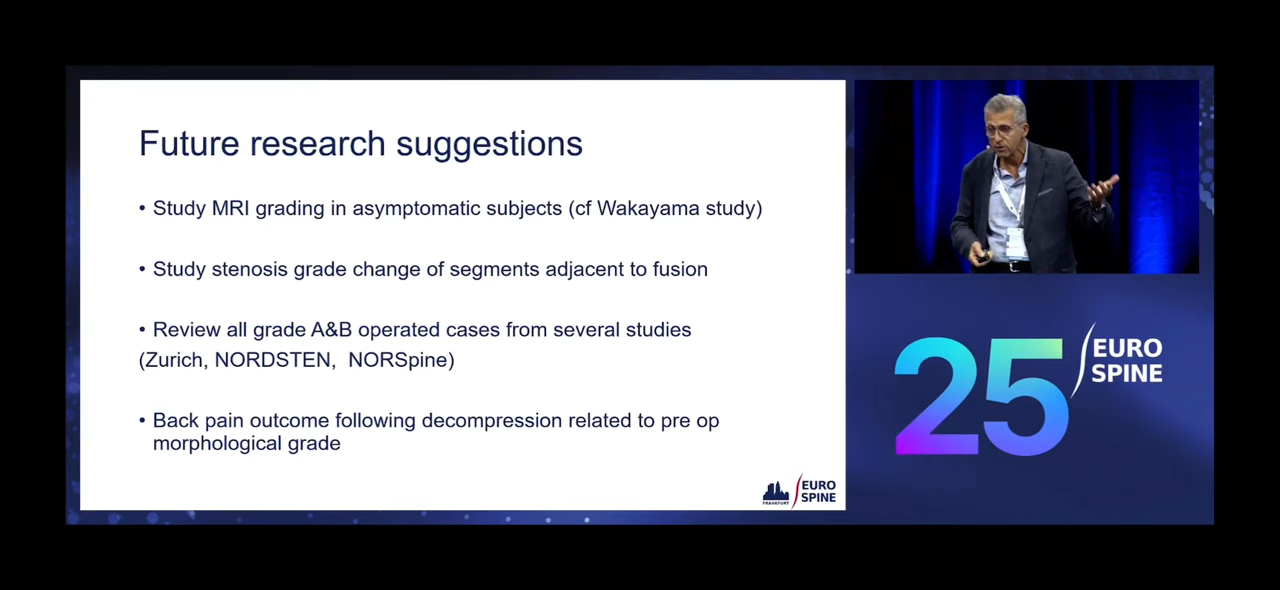 Future research suggestions
• Study MRI grading in asymptomatic subjects (cf Wakayama study)
• Study stenosis grade change of segments adjacent to fusion
• Review all grade A&B operated cases from several studies
(Zurich, NORDSTEN,  NORSpine)
• Back pain outcome following decompression related to pre op
morphological grade
FRANKFURT
EURO
SPINE
25
EURO
SPINE